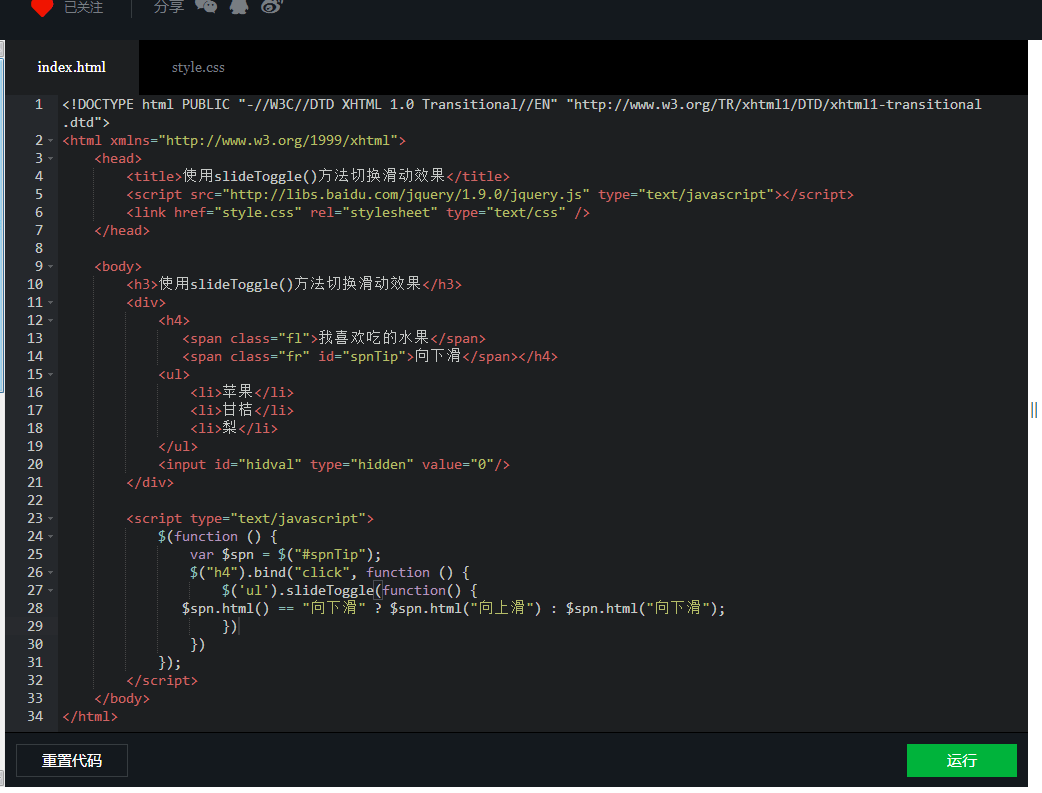 已关注 分享
index.html style.css
1 <!DOCTYPE html PUBLIC "-//W3C//DTD XHTML 1.0 Transitional//EN" "http://www.w3.org/TR/xhtml1/DTD/xhtml1-transitional
.dtd">
2 <html xmlns="http://www.w3.org/1999/xhtml">
3 <head>
4 <title>使用slideToggle()方法切换滑动效果</title>
5 <script src="http://libs.baidu.com/jquery/1.9.0/jquery.js" type="text/javascript"></script>
6 <link href="style.css" rel="stylesheet" type="text/css" />
7 </head>
8
9 <body>
10 <h3>使用slideToggle()方法切换滑动效果</h3>
11 <div>
12 <h4>
13 <span class="fl">我喜欢吃的水果</span>
14 <span class="fr" id="spnTip">向下滑</span></h4>
15 <ul>
16 <li>苹果</li>
17 <li>甘桔</li>
18 <li>梨</li>
19 </ul>
20 <input id="hidval" type="hidden" value="0"/>
21 </div>
22
23 <script type="text/javascript">
24 $(function () {
25 var $spn = $("#spnTip");
26 $("h4").bind("click", function () {
27 $('ul').slideToggle(function() {
28 $spn.html() == "向下滑" ? $spn.html("向上滑") : $spn.html("向下滑");
29 })
30 })
31 });
32 </script>
33 </body>
34 </html>
重置代码 运行